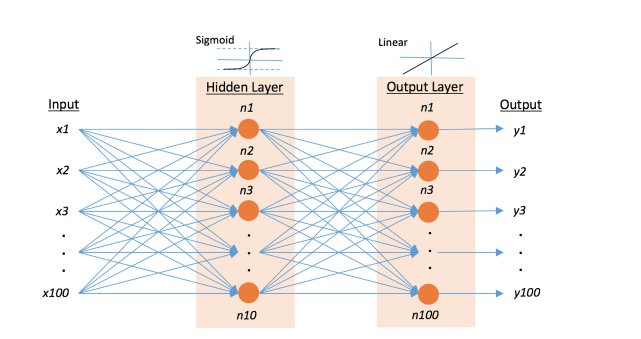 Sigmoid
Linear
Hidden Layer
Output Layer
Input
Output
n1
n1
x1
y1
n2
n2
x2
y2
n3
n3
x3
y3
x100
y100
n10
n100